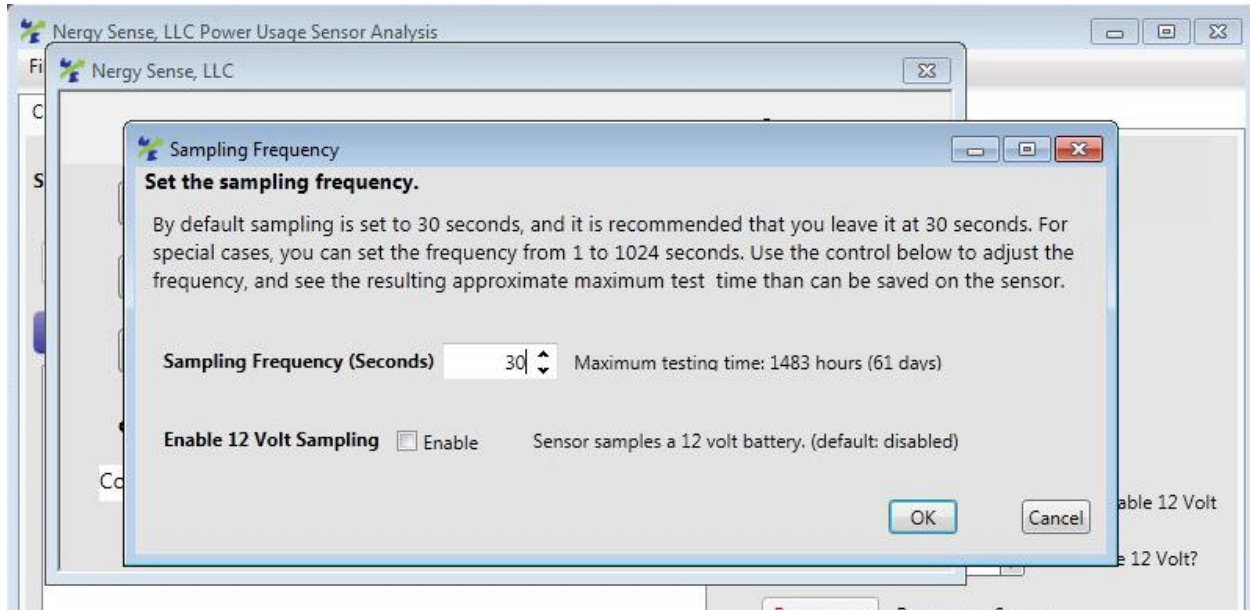 Nergy Sense, LLC Power Usage Sensor Analysis
Nergy Sense, LLC
Sampling Frequency
Set the sampling frequency.
By default sampling is set to 30 seconds, and it is recommended that you leave it at 30 seconds. For
special cases, you can set the frequency from 1 to 1024 seconds. Use the control below to adjust the
frequency, and see the resulting approximate maximum test time than can be saved on the sensor.
Sampling Frequency (Seconds) 30 Maximum testing time: 1483 hours (61 days)
Enable 12 Volt Sampling Enable Sensor samples a 12 volt battery. (default: disabled)
OK Cancel
able 12 Volt
e 12 Volt?